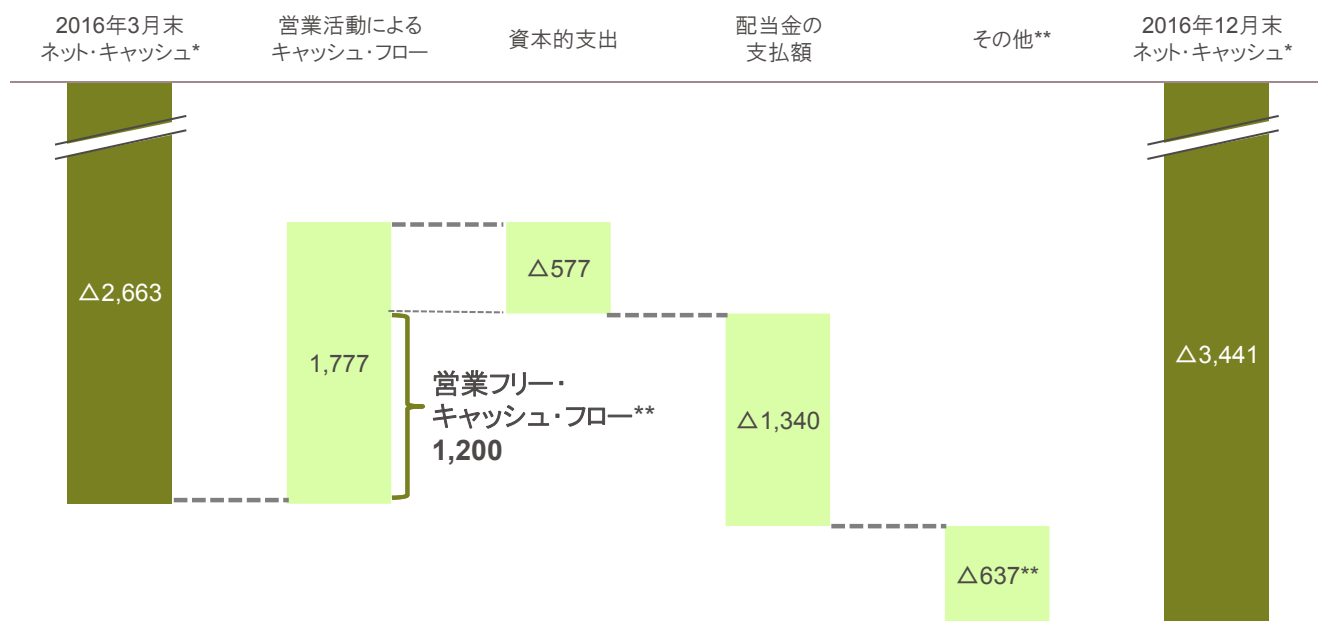 2016年3月末
ネット・キャッシュ*
営業活動による
キャッシュ・フロー
資本的支出
配当金の
支払額
その他**
2016年12月末
ネット・キャッシュ*
△2,663
1,777
△577
営業フリー・
キャッシュ・フロー**
1,200
△1,340
△637**
△3,441